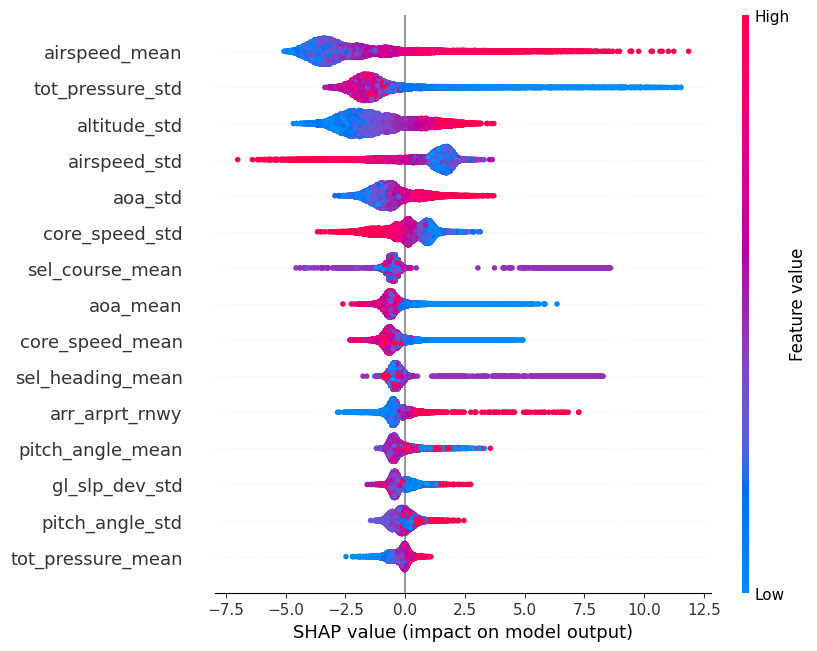 High
airspeed_mean
tot_pressure_std
altitude_std
airspeed_std
aoa_std
core_speed_std
sel_course_mean
aoa_mean
core_speed_mean
sel_heading_mean
arr_arprt_rnwy
pitch_angle_mean
gl_slp_dev_std
pitch_angle_std
tot_pressure_mean
Feature value
Low
−7.5 −5.0 −2.5 0.0 2.5 5.0 7.5 10.0 12.5
SHAP value (impact on model output)